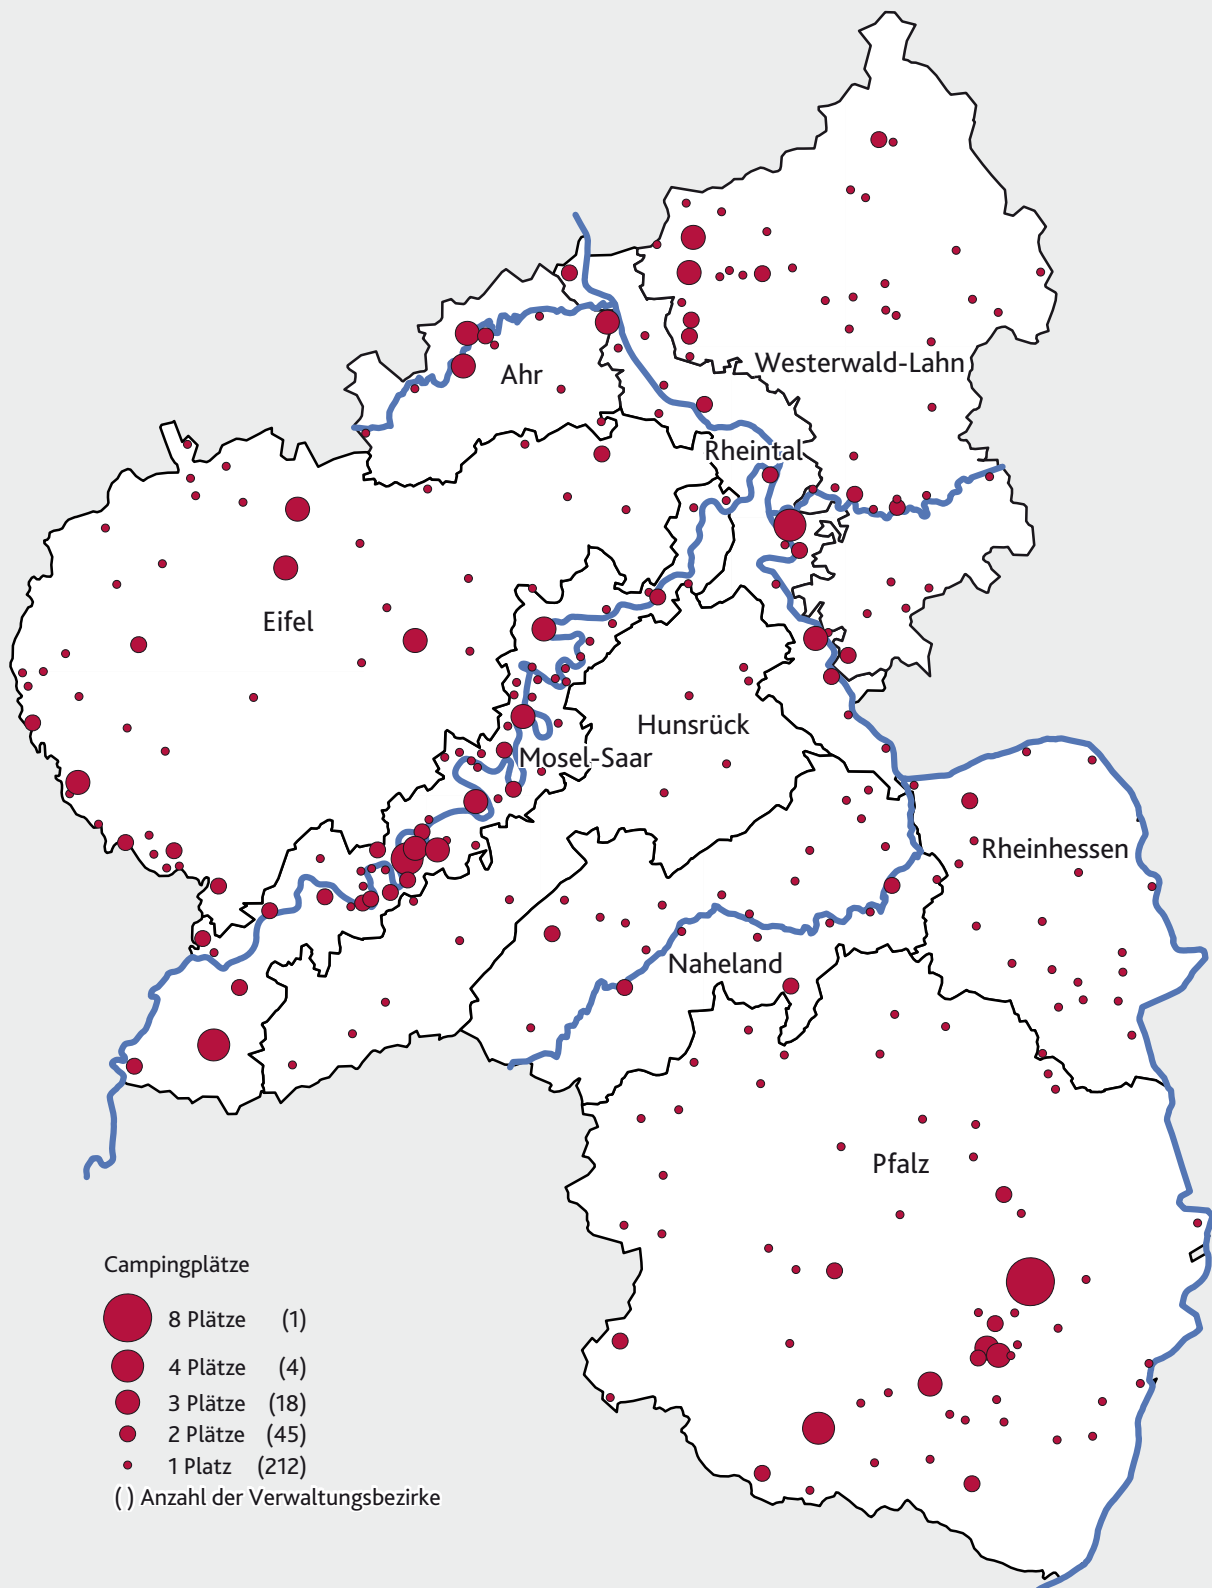 Westerwald-Lahn
Ahr
Rheintal
Eifel
Hunsrück
Mosel-Saar
Rheinhessen
Naheland
Pfalz
Campingplätze
8 Plätze (1)
4 Plätze (4)
3 Plätze (18)
2 Plätze (45)
1 Platz (212)
( ) Anzahl der Verwaltungsbezirke